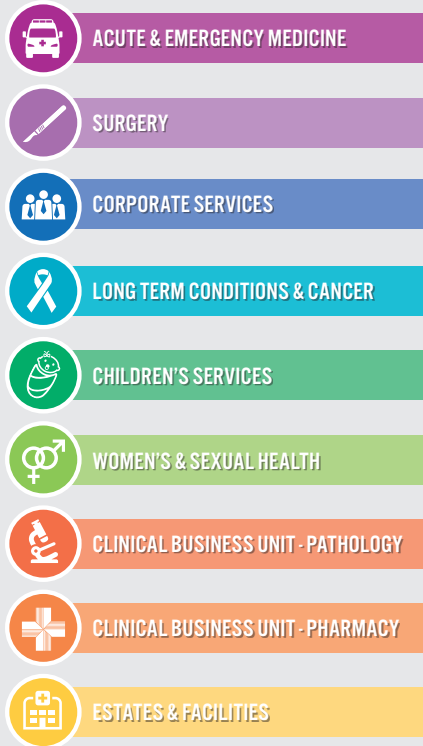 ACUTE & EMERGENCY MEDICINE
SURGERY
CORPORATE SERVICES
LONG TERM CONDITIONS & CANCER
CHILDREN'S SERVICES
WOMEN'S & SEXUAL HEALTH
CLINICAL BUSINESS UNIT - PATHOLOGY
CLINICAL BUSINESS UNIT - PHARMACY
ESTATES & FACILITIES